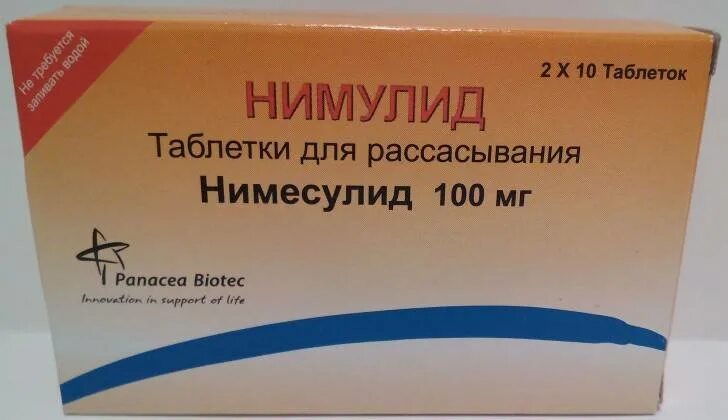 Не требуется
запивать водой
2 X 10 Таблеток
НИМУЛИД
Таблетки для рассасывания
Нимесулид 100 мг
Panacea Biotec
Innovation in support of life